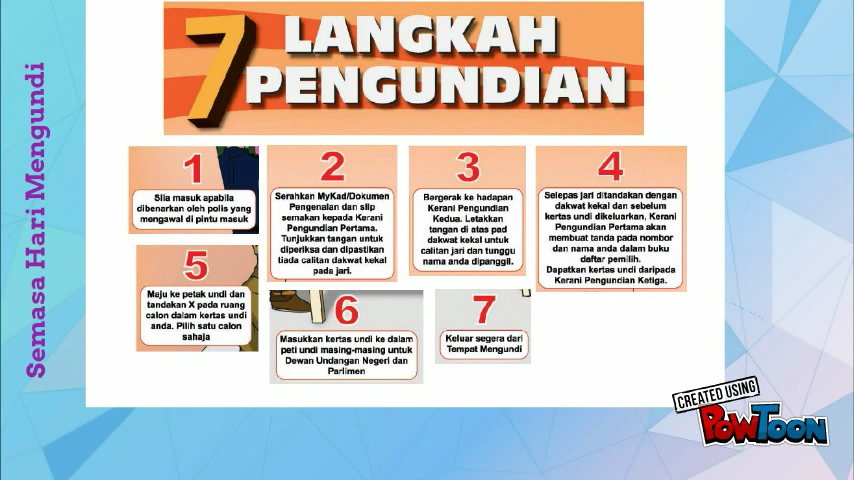 Semasa Hari Mengundi
7 LANGKAH
PENGUNDIAN
1
Sila masuk apabila
dibenarkan oleh polis yang
mengawal di pintu masuk
2
Serahkan MyKad/Dokumen
Pengenalan dan slip
semakan kepada Kerani
Pengundian Pertama.
Tunjukkan tangan untuk
diperiksa dan dipastikan
tiada calitan dakwat kekal
pada jari.
3
Bergerak ke hadapan
Kerani Pengundian
Kedua. Letakkan
tangan di atas pad
dakwat kekal untuk
calitan jari dan tunggu
nama anda dipanggil.
4
Selepas jari ditandakan dengan
dakwat kekal dan sebelum
kertas undi dikeluarkan, Kerani
Pengundian Pertama akan
membuat tanda pada nombor
dan nama anda dalam buku
daftar pemilih.
Dapatkan kertas undi daripada
Kerani Pengundian Ketiga.
5
Maju ke petak undi dan
tandakan X pada ruang
calon dalam kertas undi
anda. Pilih satu calon
sahaja
6
Masukkan kertas undi ke dalam
peti undi masing-masing untuk
Dewan Undangan Negeri dan
Parlimen
7
Keluar segera dari
Tempat Mengundi
CREATED USING
POWTOON